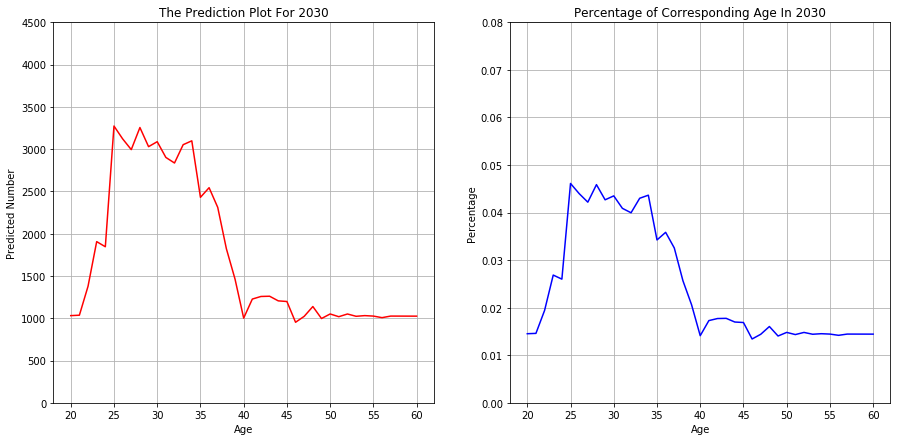 The Prediction Plot For 2030
4500
4000
3500
3000
2500
2000
1500
1000
500
0
Predicted Number
20 25 30 35 40 45 50 55 60
Age
Percentage of Corresponding Age In 2030
0.08
0.07
0.06
0.05
0.04
0.03
0.02
0.01
0.00
Percentage
20 25 30 35 40 45 50 55 60
Age